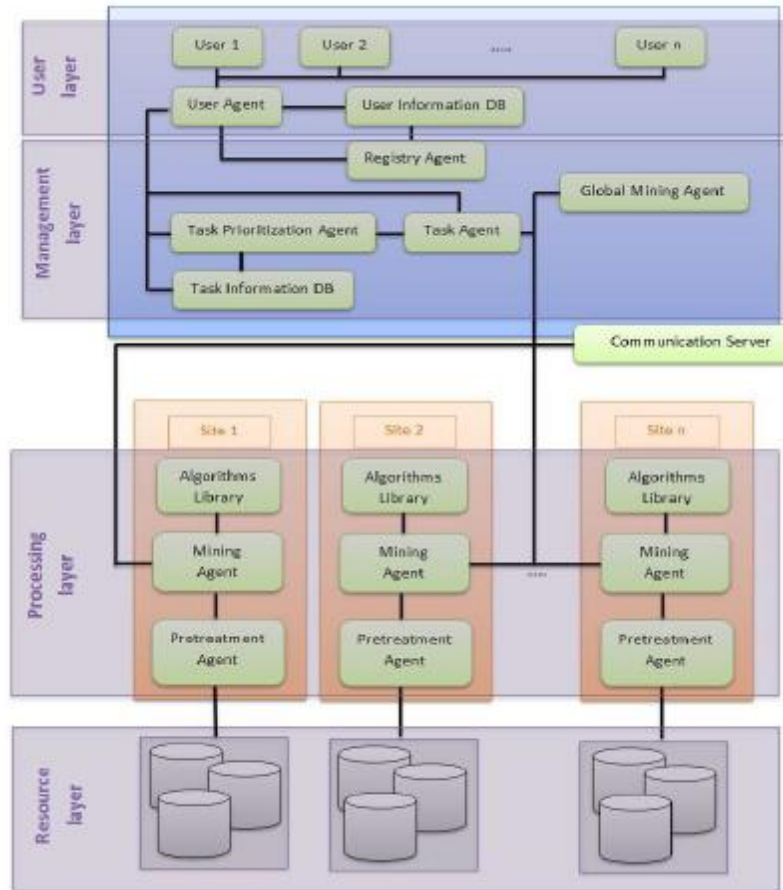 User
layer
User 1
User 2
.....
User n
User Agent
User Information DB
Management
layer
Registry Agent
Global Mining Agent
Task Prioritization Agent
Task Agent
Task Information DB
Communication Server
Processing
layer
Site 1
Site 2
Site n
Algorithms
Library
Algorithms
Library
Algorithms
Library
Mining
Agent
Mining
Agent
.....
Mining
Agent
Pretreatment
Agent
Pretreatment
Agent
Pretreatment
Agent
Resource
layer